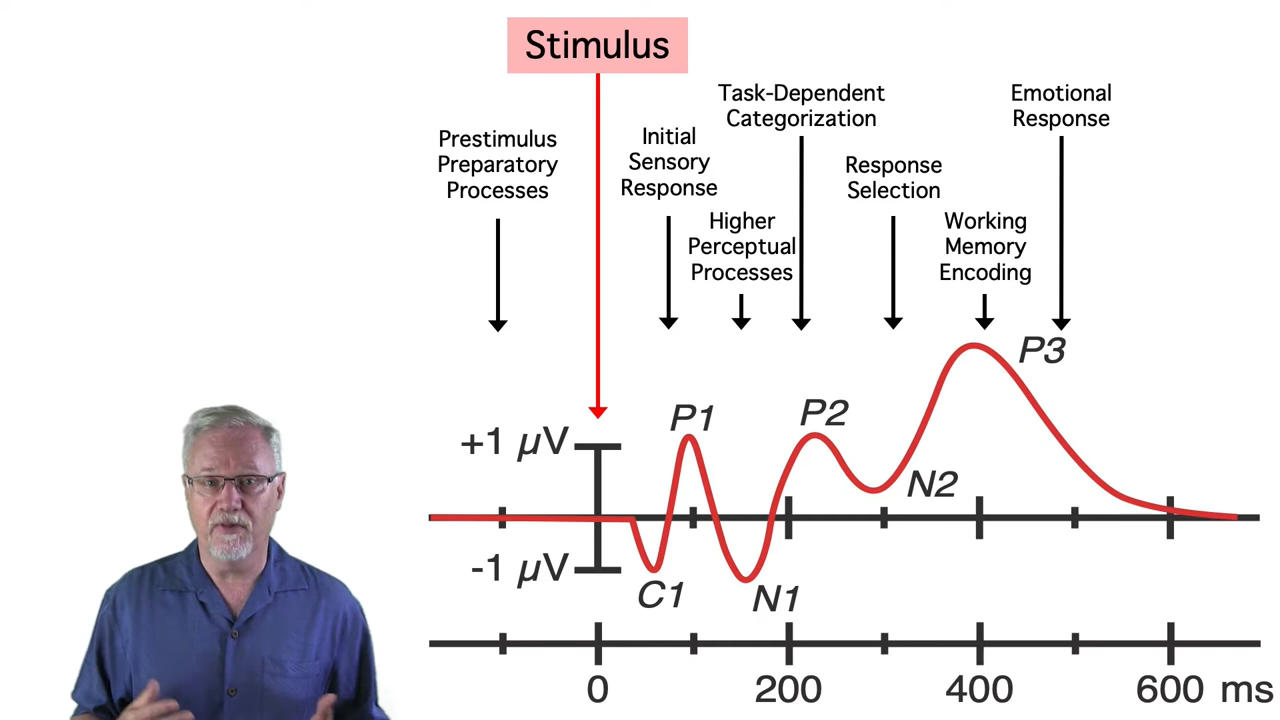 Stimulus
Task-Dependent
Categorization
Emotional
Response
Prestimulus
Preparatory
Processes
Initial
Sensory
Response
Response
Selection
Higher
Perceptual
Processes
Working
Memory
Encoding
P3
P1
P2
+1 µV
N2
-1 µV
C1
N1
0
200
400
600 ms